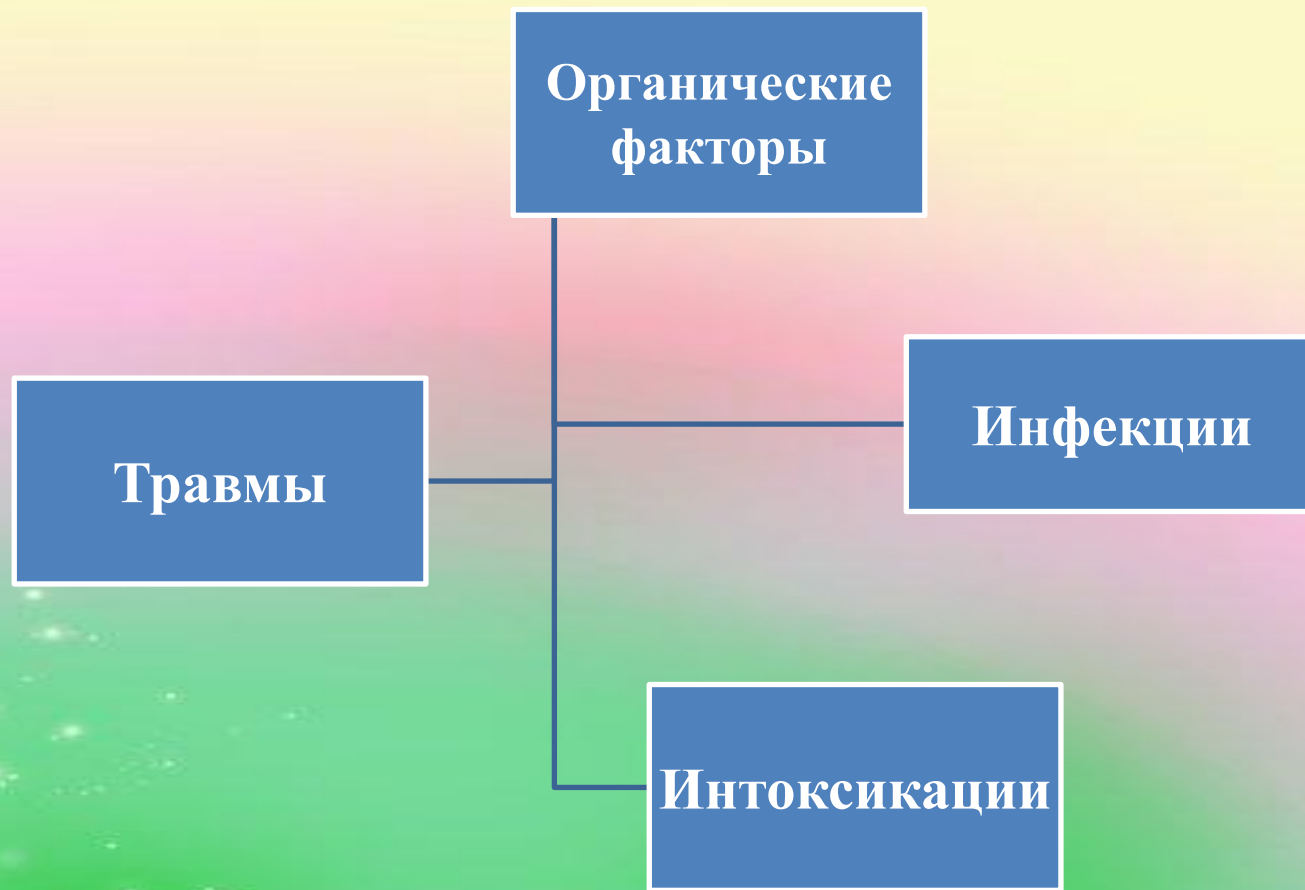 Органические
факторы
Инфекции
Травмы
Интоксикации